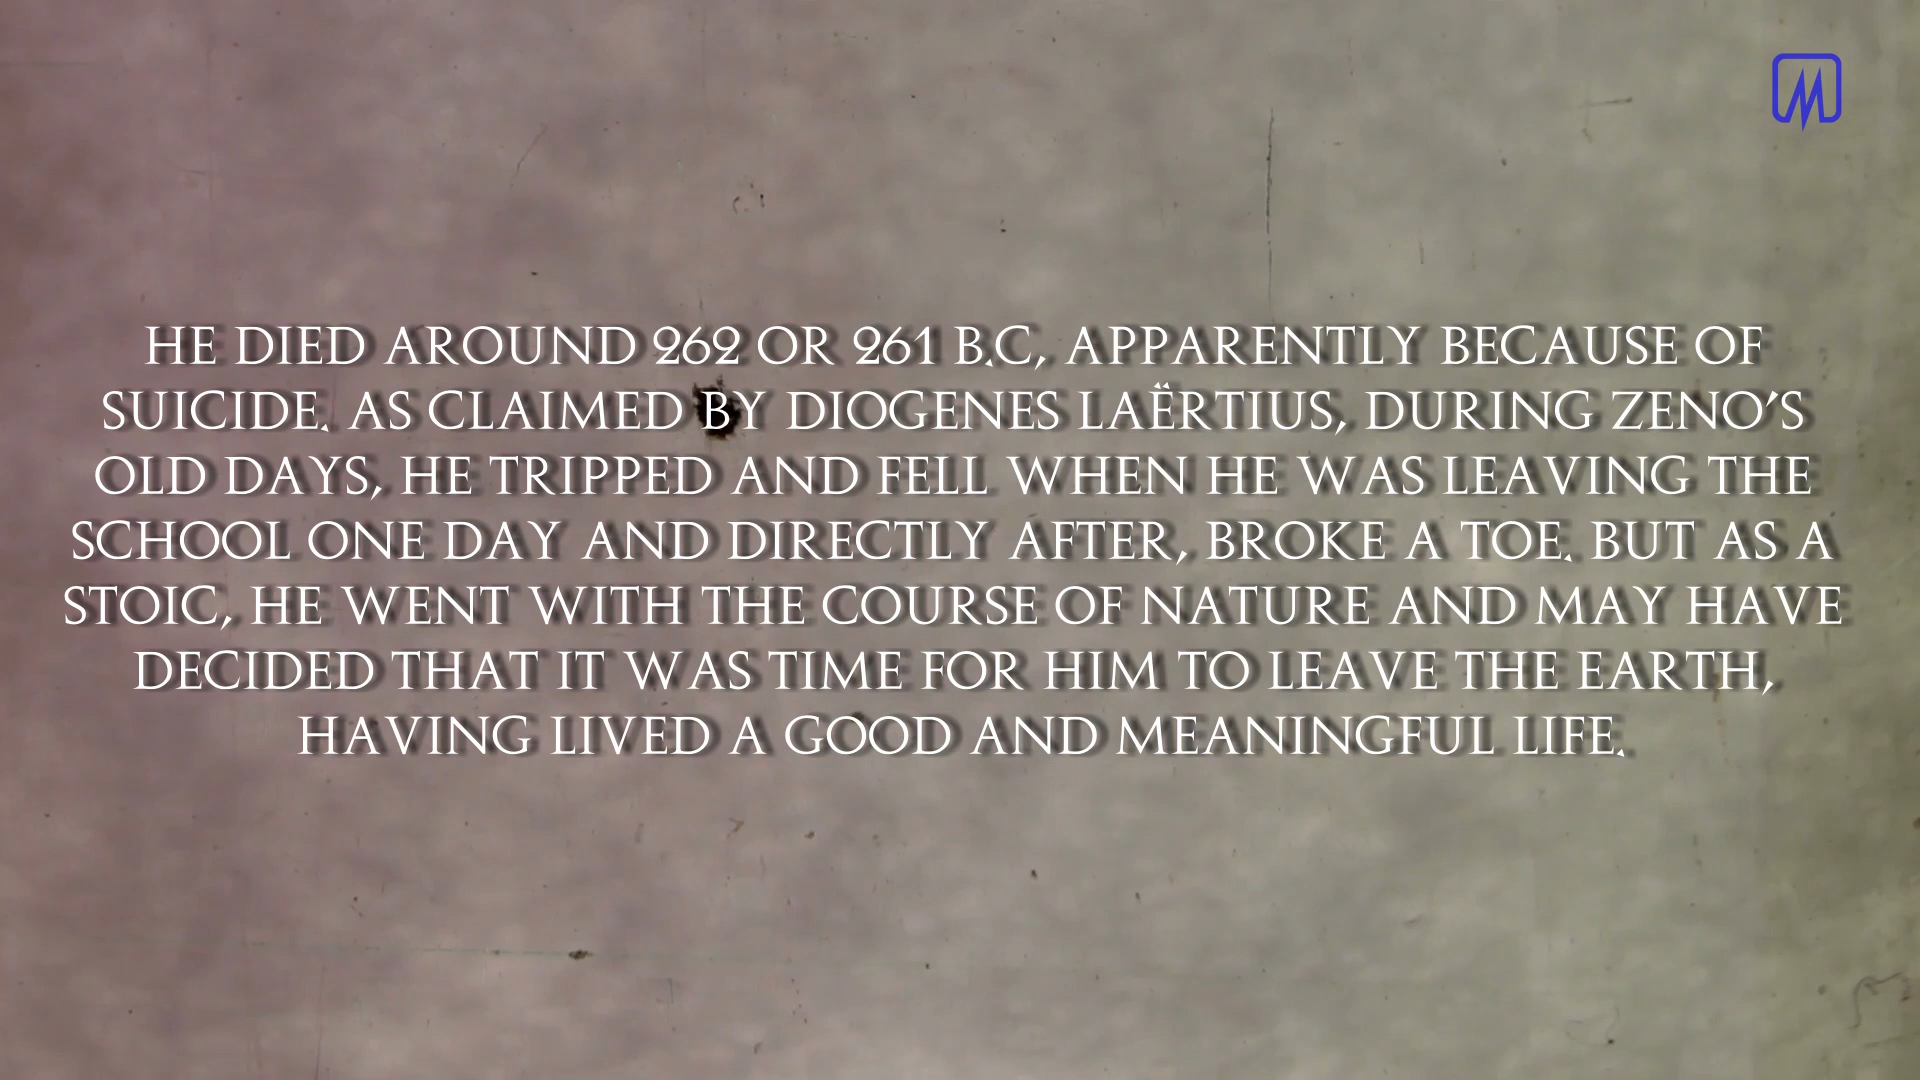 HE DIED AROUND 262 OR 261 B.C, APPARENTLY BECAUSE OF
SUICIDE. AS CLAIMED BY DIOGENES LAËRTIUS, DURING ZENO'S
OLD DAYS, HE TRIPPED AND FELL WHEN HE WAS LEAVING THE
SCHOOL ONE DAY AND DIRECTLY AFTER, BROKE A TOE. BUT AS A
STOIC, HE WENT WITH THE COURSE OF NATURE AND MAY HAVE
DECIDED THAT IT WAS TIME FOR HIM TO LEAVE THE EARTH,
HAVING LIVED A GOOD AND MEANINGFUL LIFE.